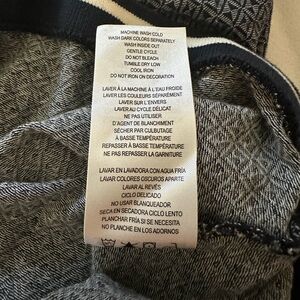 MACHINE WASH COLD
WASH DARK COLORS SEPARATELY
WASH INSIDE OUT
GENTLE CYCLE
DO NOT BLEACH
TUMBLE DRY LOW
COOL IRON
DO NOT IRON ON DECORATION
LAVER À LA MACHINE À L'EAU FROIDE
LAVER LES COULEURS SÉPARÉMENT
LAVER SUR L'ENVERS
LAVER AU CYCLE DÉLICAT
NE PAS UTILISER
D'AGENT DE BLANCHIMENT
SÉCHER PAR CULBUTAGE
À BASSE TEMPÉRATURE
REPASSER À BASSE TEMPÉRATURE
NE PAS REPASSER LA GARNITURE
LAVAR EN LAVADORA CON AGUA FRÍA
LAVAR COLORES OSCUROS APARTE
LAVAR AL REVÉS
CICLO DELICADO
NO USAR BLANQUEADOR
SECA EN SECADORA CICLO LENTO
PLANCHAR FRÍA SI SE NECESITA
NO PLANCHA EN LOS ADORNOS